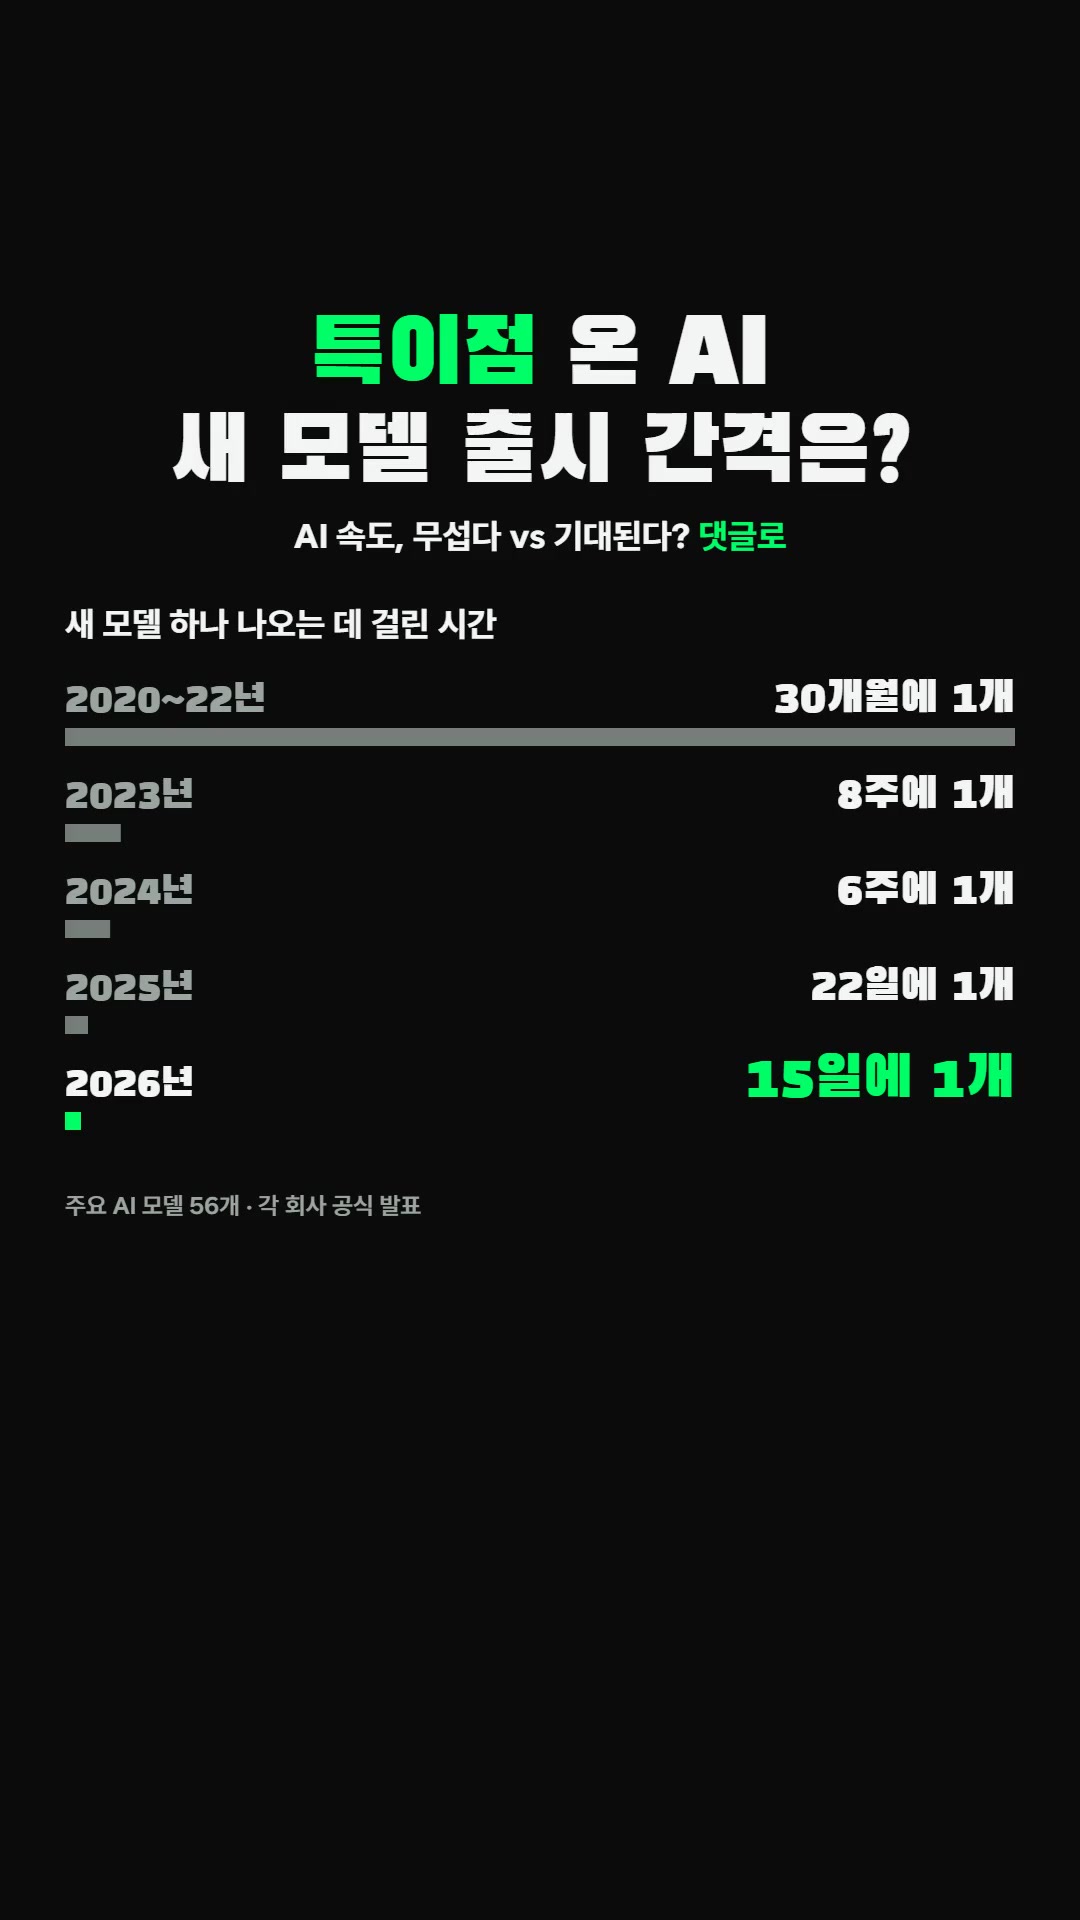 특이점 온 AI
새 모델 출시 간격은?
AI 속도, 무섭다 vs 기대된다? 댓글로
새 모델 하나 나오는 데 걸린 시간
2020~22년 30개월에 1개
2023년 8주에 1개
2024년 6주에 1개
2025년 22일에 1개
2026년 15일에 1개
주요 AI 모델 56개 · 각 회사 공식 발표